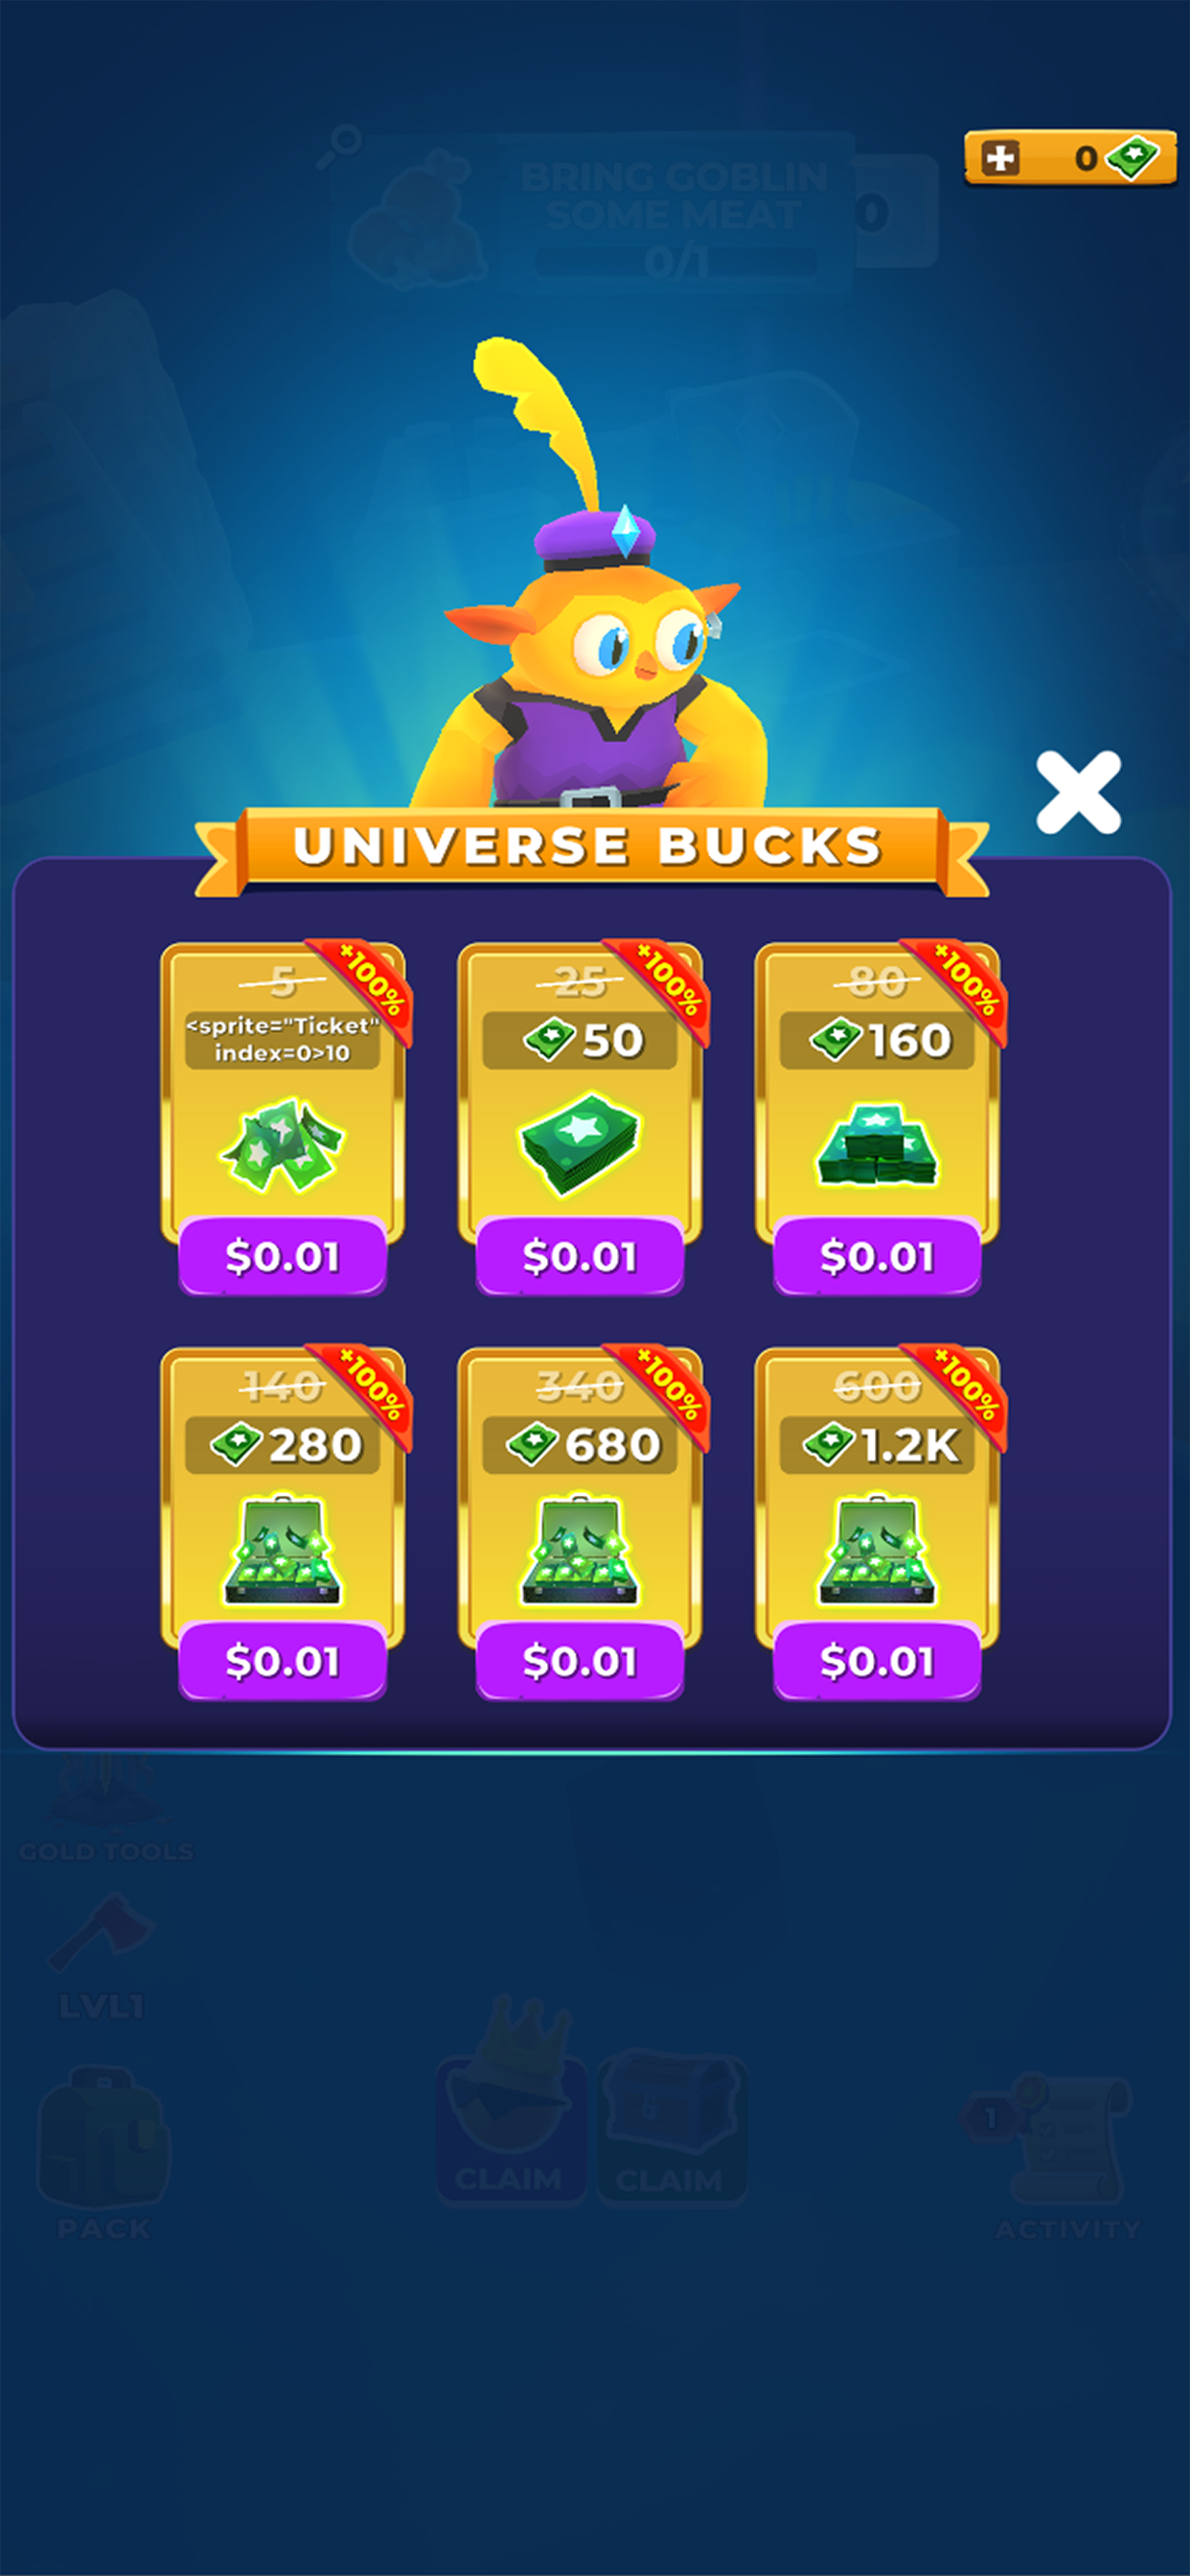 BRING GOBLIN
SOME MEAT
0/1
0
0
UNIVERSE BUCKS
5
+100%
<sprite="Ticket"
index=0>10
$0.01
25
+100%
50
$0.01
80
+100%
160
$0.01
140
+100%
280
$0.01
340
+100%
680
$0.01
600
+100%
1.2K
$0.01
GOLD TOOLS
LVL1
PACK
CLAIM
CLAIM
1
ACTIVITY